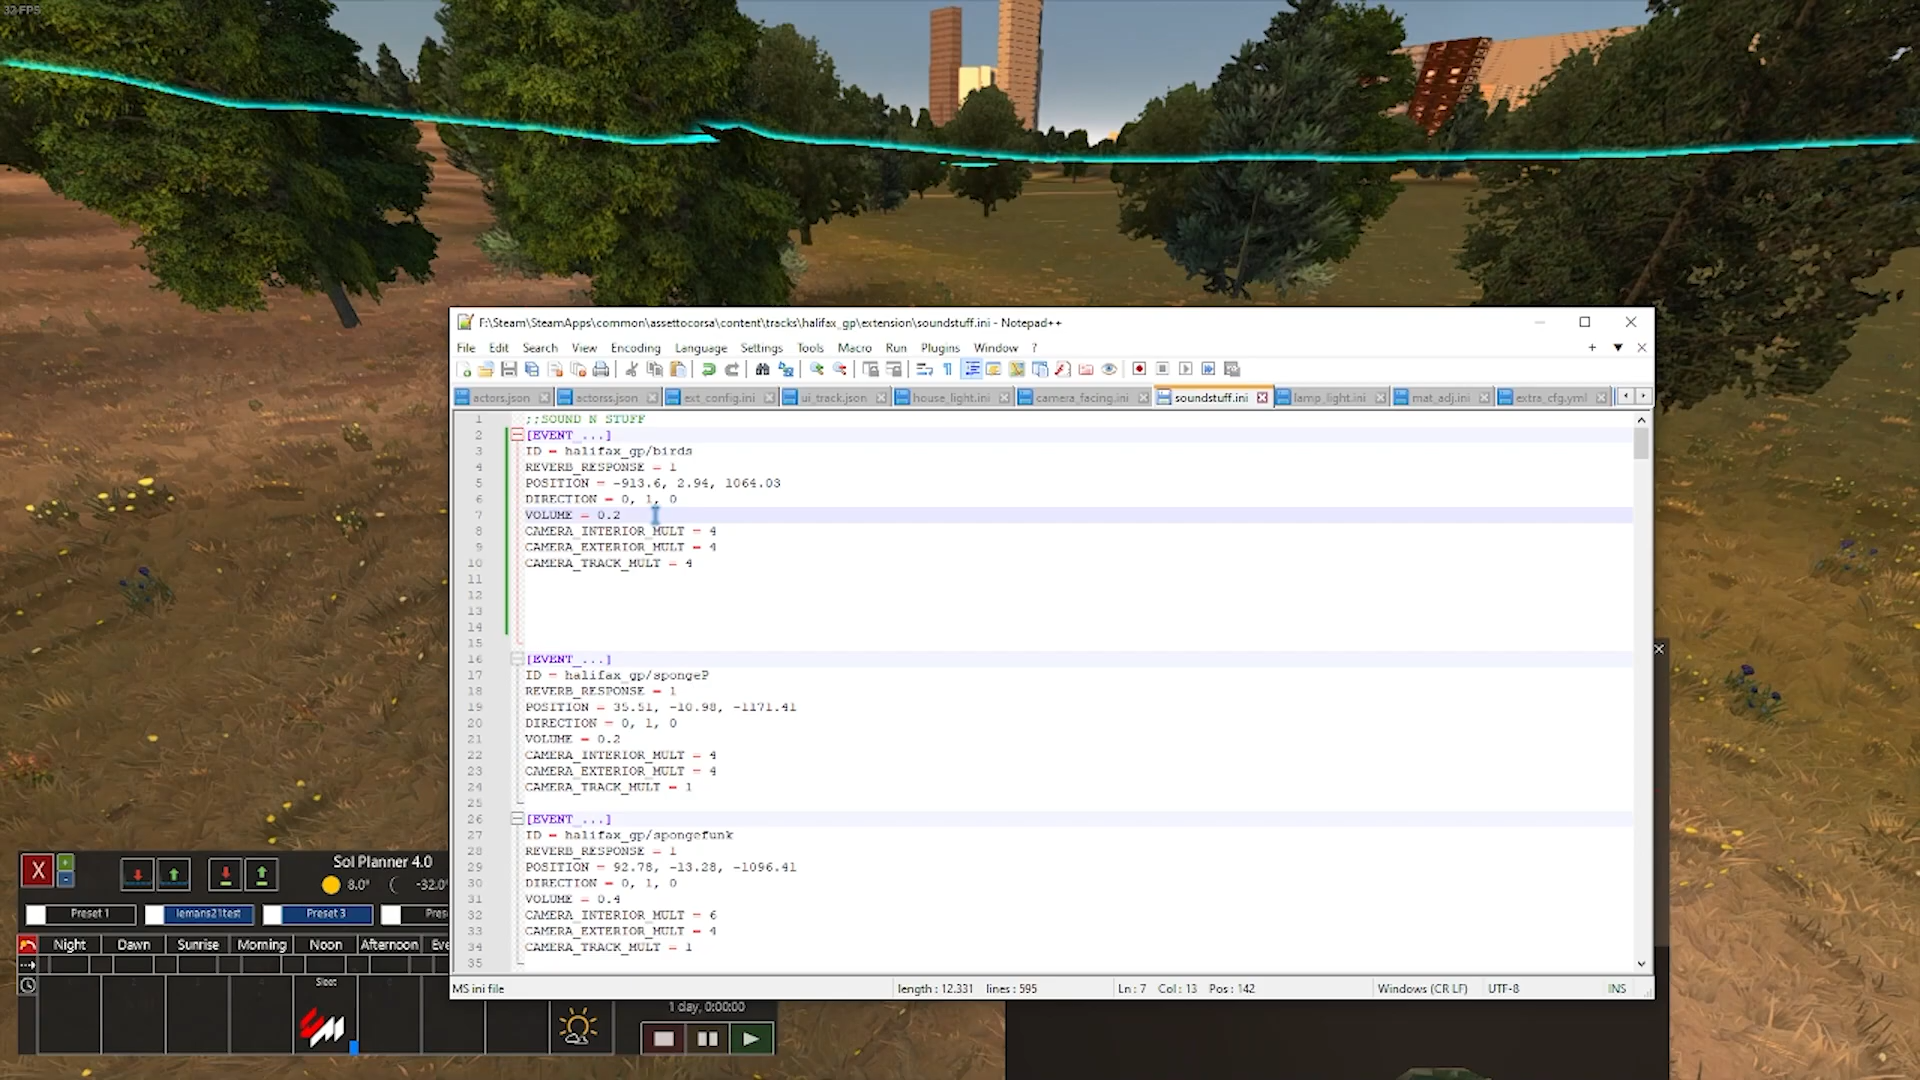 32 FPS
F:\Steam\SteamApps\common\assettocorsa\content\tracks\halifax_gp\extension\soundstuff.ini - Notepad++
File Edit Search View Encoding Language Settings Tools Macro Run Plugins Window ?
actors.json actorss.json ext_config.ini ui_track.json house_light.ini camera_facing.ini soundstuff.ini lamp_light.ini mat_adj.ini extra_cfg.yml
1 ;;SOUND N STUFF
2 [EVENT_...]
3 ID = halifax_gp/birds
4 REVERB_RESPONSE = 1
5 POSITION = -913.6, 2.94, 1064.03
6 DIRECTION = 0, 1, 0
7 VOLUME = 0.2
8 CAMERA_INTERIOR_MULT = 4
9 CAMERA_EXTERIOR_MULT = 4
10 CAMERA_TRACK_MULT = 4
11
12
13
14
15
16 [EVENT_...]
17 ID = halifax_gp/spongeP
18 REVERB_RESPONSE = 1
19 POSITION = 35.51, -10.98, -1171.41
20 DIRECTION = 0, 1, 0
21 VOLUME = 0.2
22 CAMERA_INTERIOR_MULT = 4
23 CAMERA_EXTERIOR_MULT = 4
24 CAMERA_TRACK_MULT = 1
25
26 [EVENT_...]
27 ID = halifax_gp/spongefunk
28 REVERB_RESPONSE = 1
29 POSITION = 92.78, -13.28, -1096.41
30 DIRECTION = 0, 1, 0
31 VOLUME = 0.4
32 CAMERA_INTERIOR_MULT = 6
33 CAMERA_EXTERIOR_MULT = 4
34 CAMERA_TRACK_MULT = 1
35
MS ini file length : 12.331 lines : 595 Ln : 7 Col : 13 Pos : 142 Windows (CR LF) UTF-8 INS
X + -
Sol Planner 4.0
8.0° -32.0°
Preset 1 lemans21test Preset 3 Pres
Night Dawn Sunrise Morning Noon Afternoon Eve
Sleet
1 day, 0:00:00